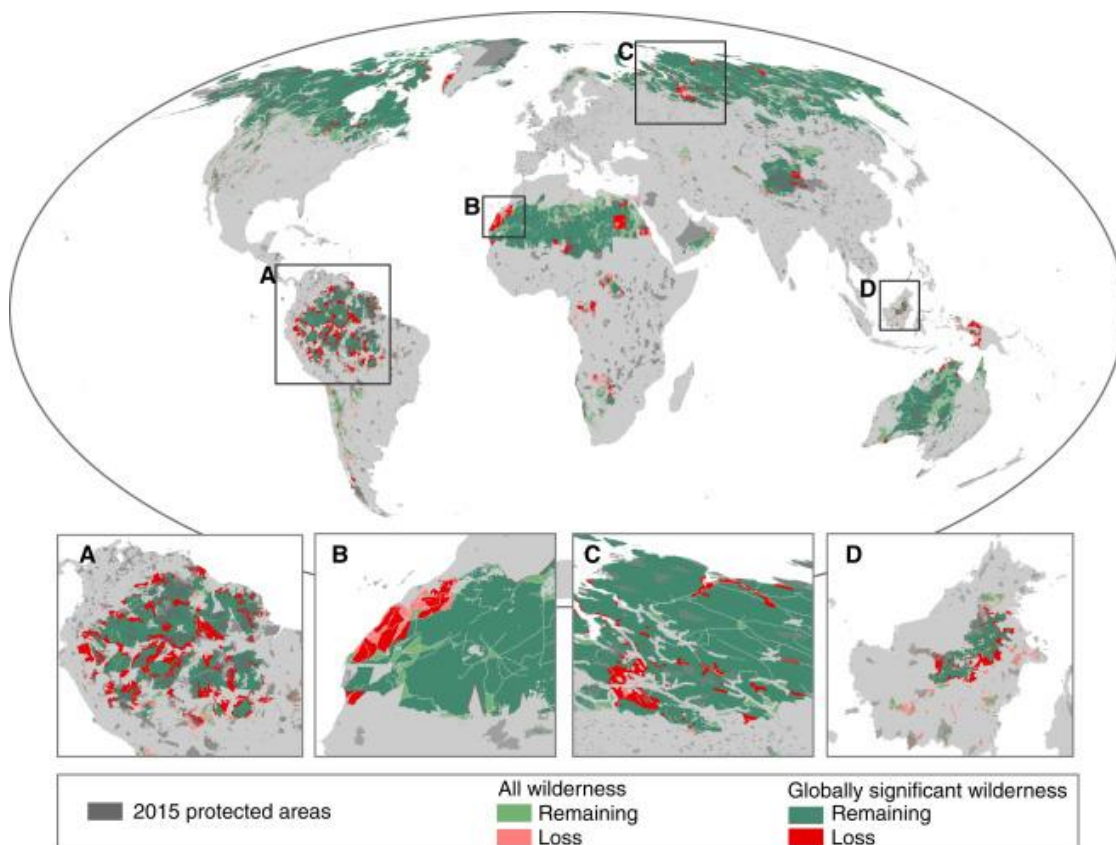 C
B
A
D
A
B
C
D
All wilderness
Globally significant wilderness
2015 protected areas
Remaining
Remaining
Loss
Loss